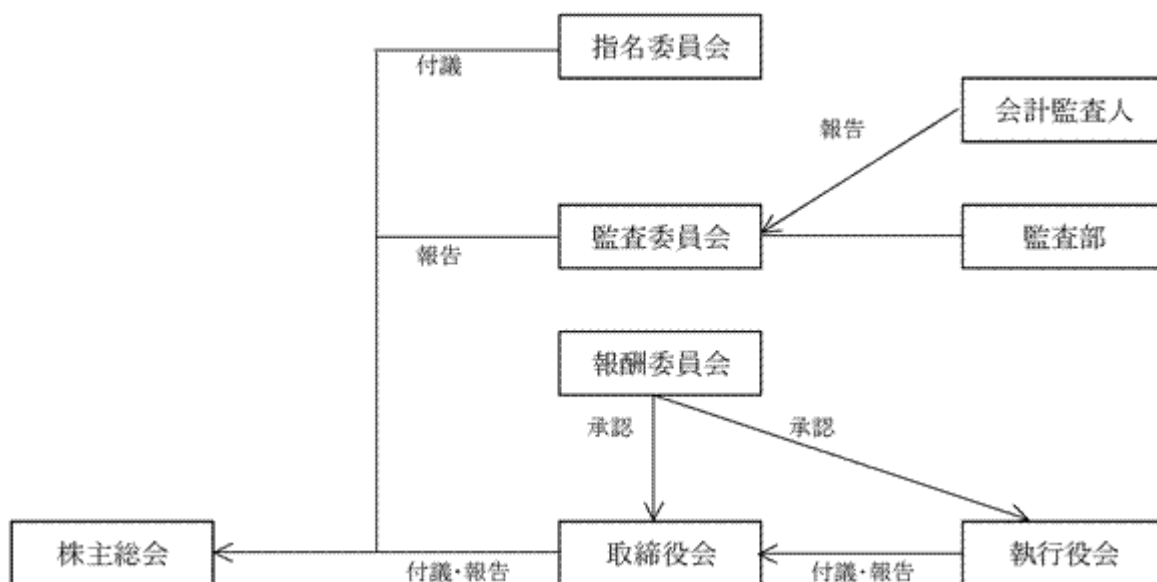 指名委員会
付議
会計監査人
報告
監査委員会
監査部
報告
報酬委員会
承認
承認
株主総会
取締役会
執行役会
付議・報告
付議・報告